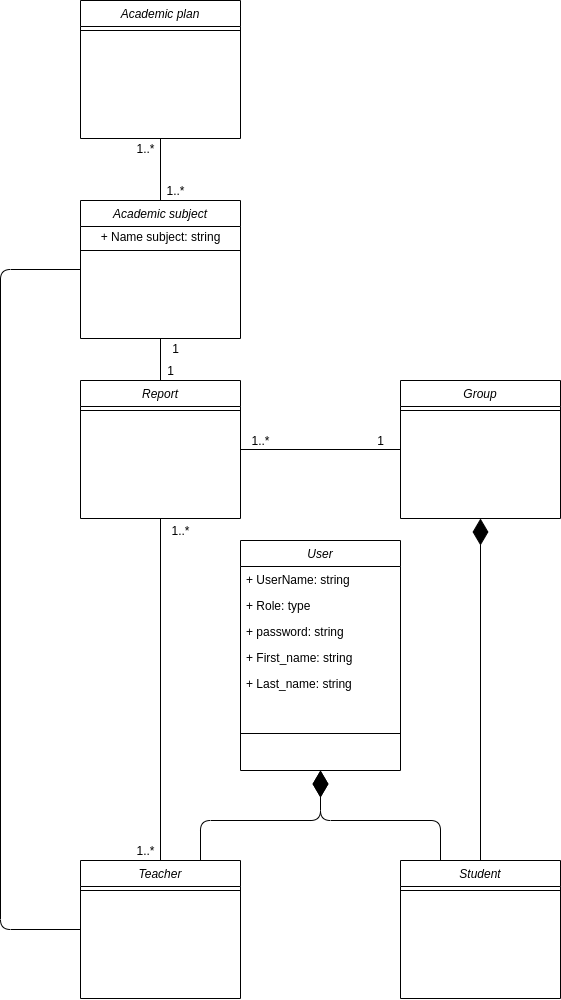 Academic plan
1..*
1..*
Academic subject
+ Name subject: string
1
1
Report
Group
1..*
1
1..*
User
+ UserName: string
+ Role: type
+ password: string
+ First_name: string
+ Last_name: string
1..*
Teacher
Student